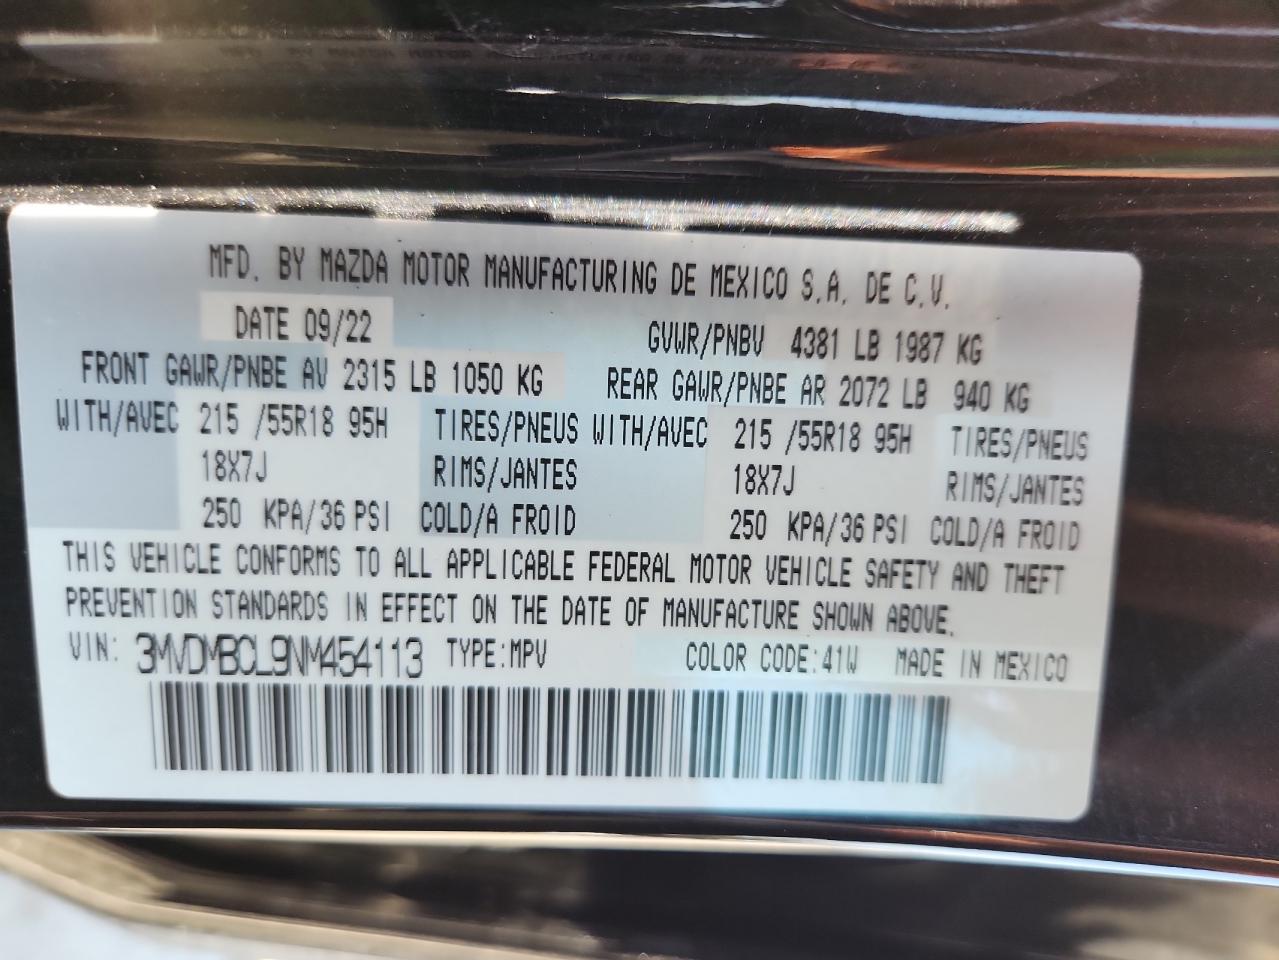 MFD. BY MAZDA MOTOR MANUFACTURING DE MEXICO S.A. DE C.V.
DATE 09/22 GVWR/PNBV 4381 LB 1987 KG
FRONT GAWR/PNBE AV 2315 LB 1050 KG REAR GAWR/PNBE AR 2072 LB 940 KG
WITH/AVEC 215 /55R18 95H TIRES/PNEUS WITH/AVEC 215 /55R18 95H TIRES/PNEUS
18X7J RIMS/JANTES 18X7J RIMS/JANTES
250 KPA/36 PSI COLD/A FROID 250 KPA/36 PSI COLD/A FROID
THIS VEHICLE CONFORMS TO ALL APPLICABLE FEDERAL MOTOR VEHICLE SAFETY AND THEFT
PREVENTION STANDARDS IN EFFECT ON THE DATE OF MANUFACTURE SHOWN ABOVE.
VIN: 3MVDMBCL9NM454113 TYPE:MPV COLOR CODE:41W MADE IN MEXICO